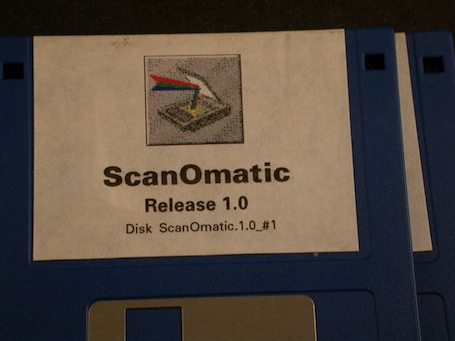 ScanOmatic
Release 1.0
Disk ScanOmatic.1.0_#1